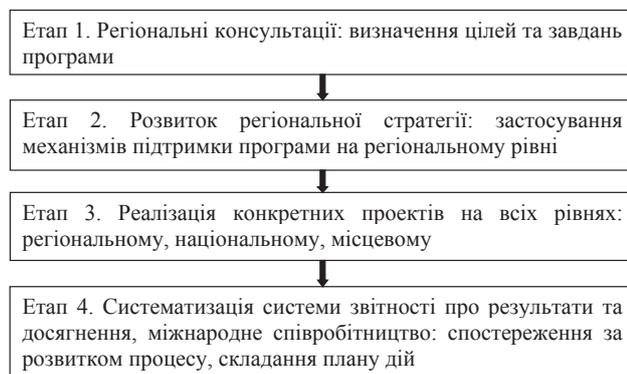 Етап 1. Регіональні консультації: визначення цілей та завдань
програми
Етап 2. Розвиток регіональної стратегії: застосування
механізмів підтримки програми на регіональному рівні
Етап 3. Реалізація конкретних проектів на всіх рівнях:
регіональному, національному, місцевому
Етап 4. Систематизація системи звітності про результати та
досягнення, міжнародне співробітництво: спостереження за
розвитком процесу, складання плану дій